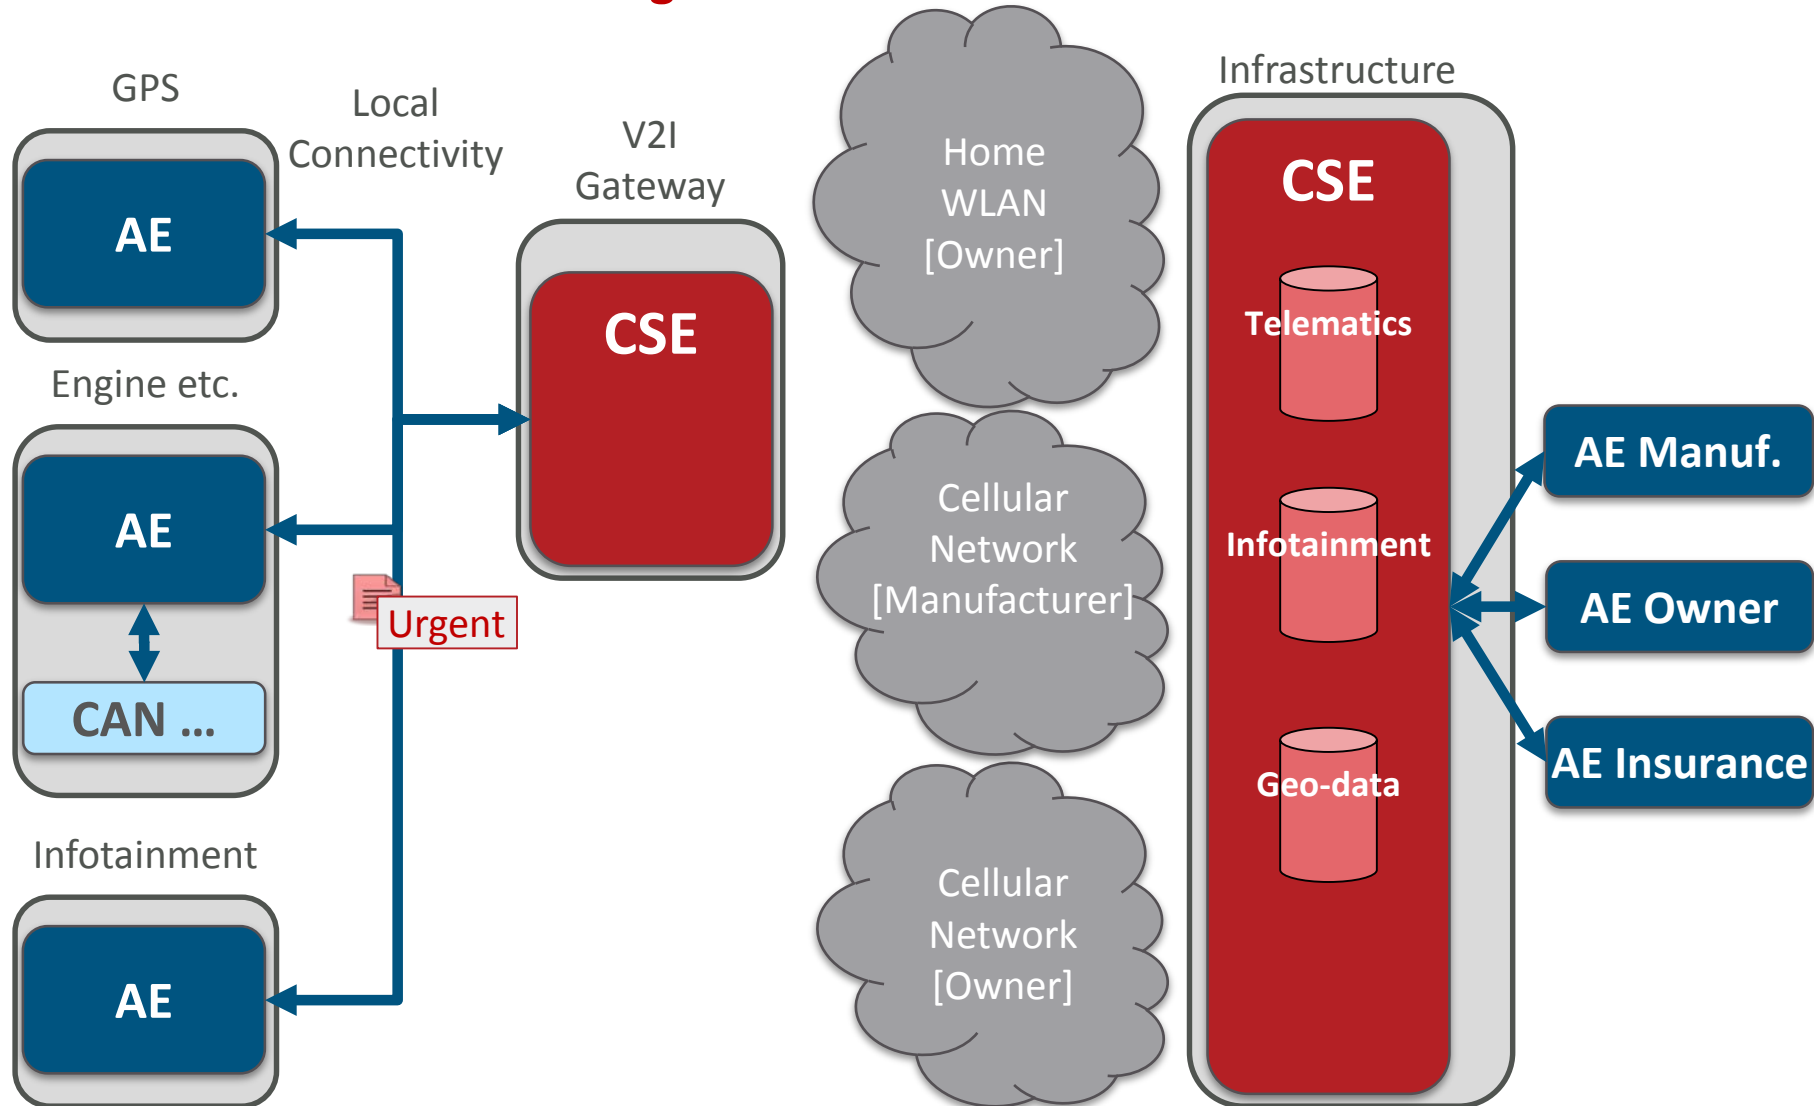 GPS
AE
Engine etc.
AE
CAN ...
Infotainment
AE
Local
Connectivity
Urgent
V2I
Gateway
CSE
Home
WLAN
[Owner]
Cellular
Network
[Manufacturer]
Cellular
Network
[Owner]
Infrastructure
CSE
Telematics
Infotainment
Geo-data
AE Manuf.
AE Owner
AE Insurance